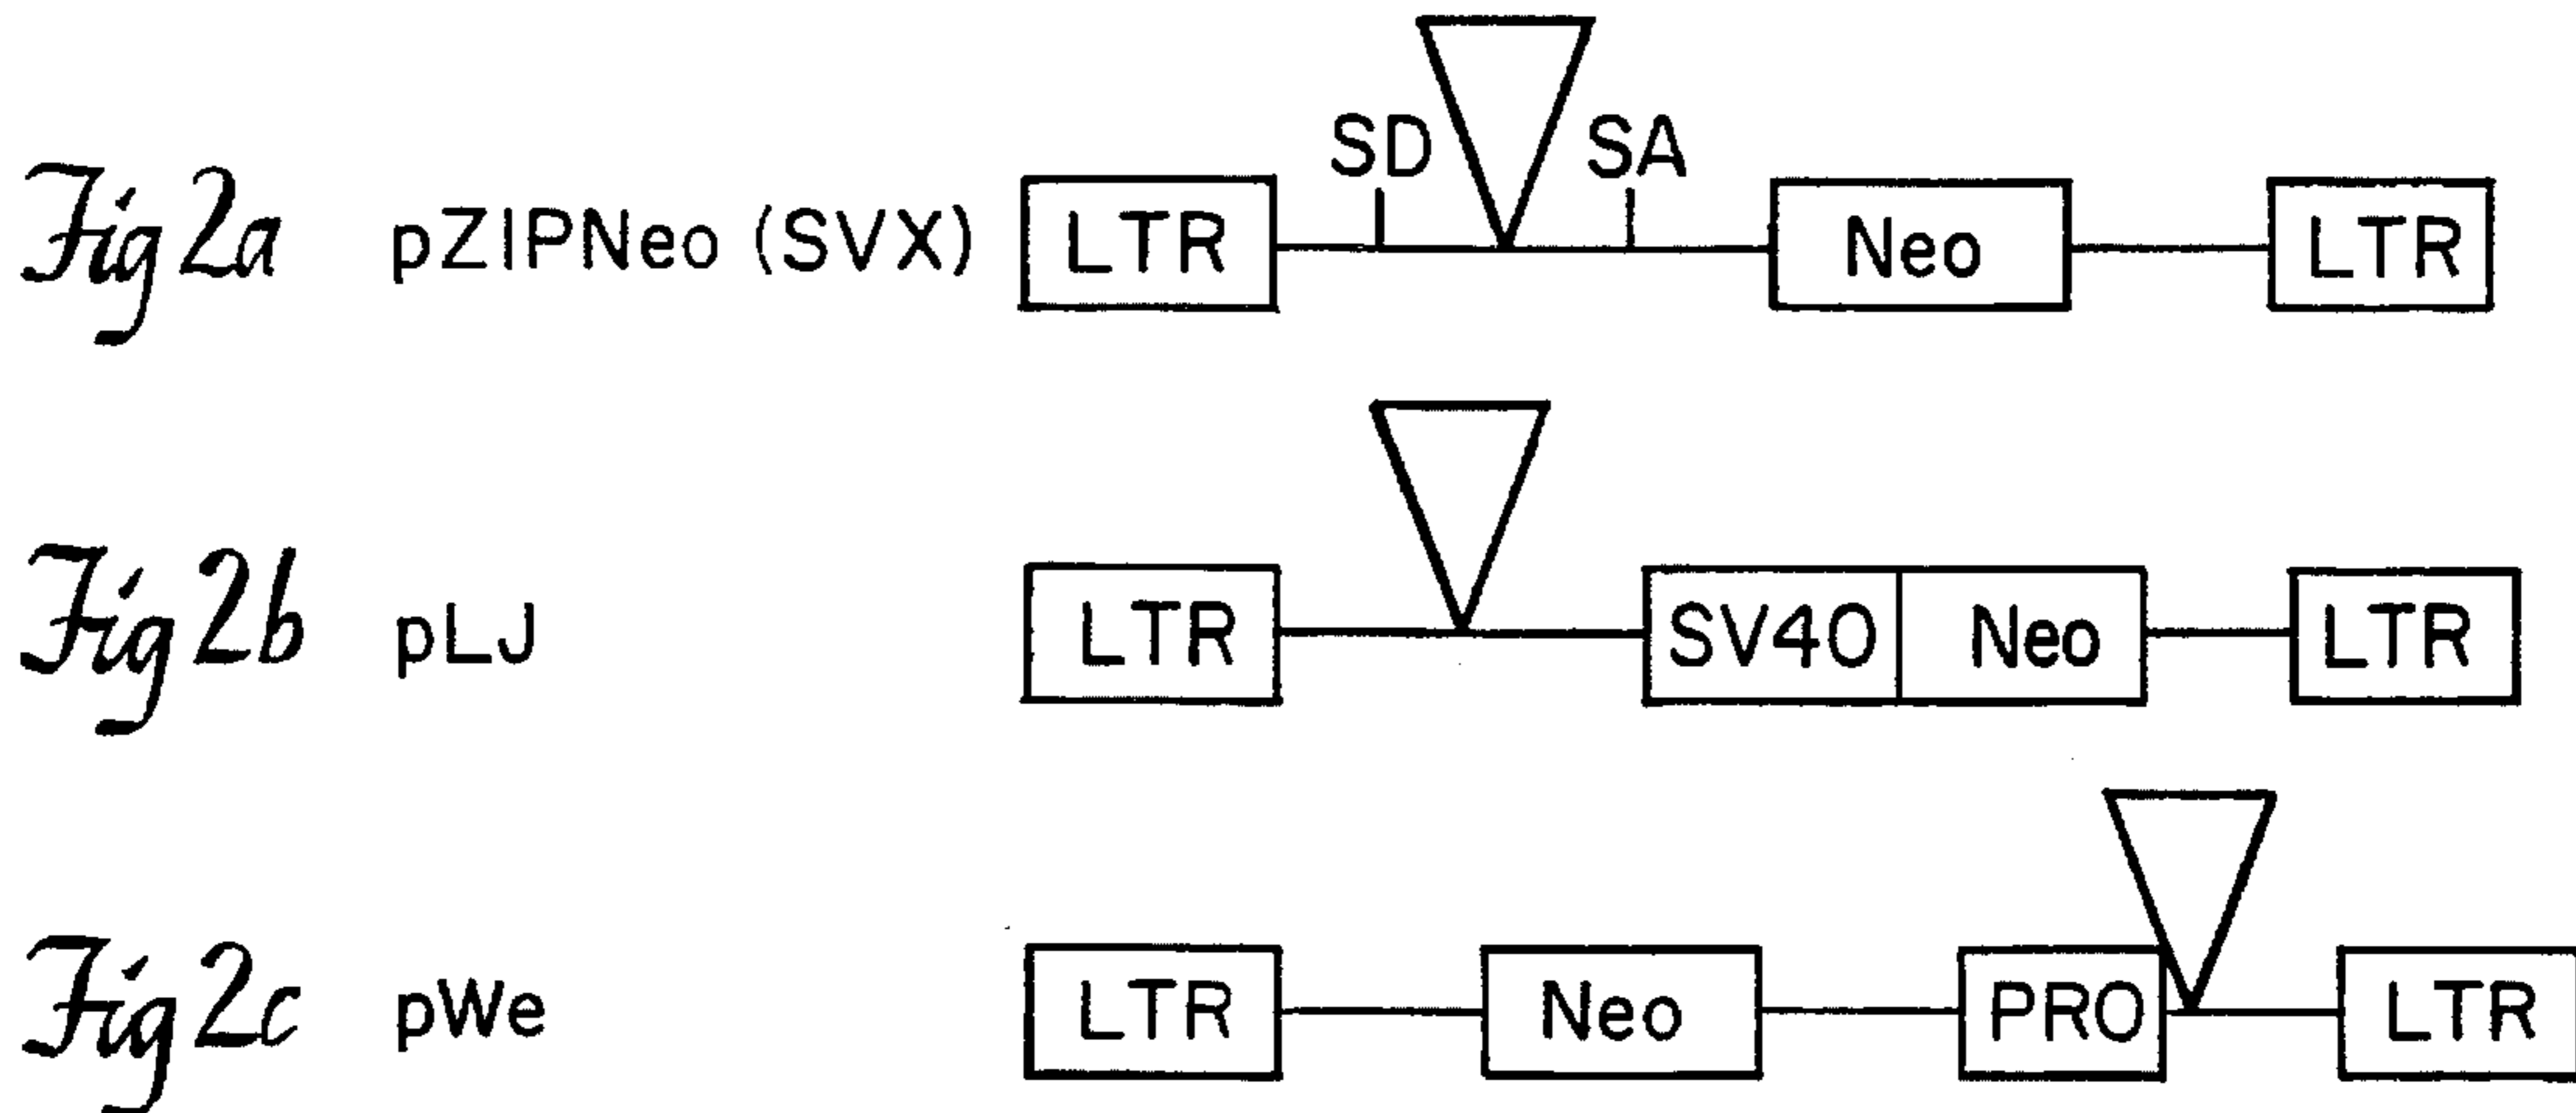 SD SA
Fig 2a pZIPNeo (SVX) LTR Neo LTR
Fig 2b pLJ LTR SV40 Neo LTR
Fig 2c pWe LTR Neo PRO LTR